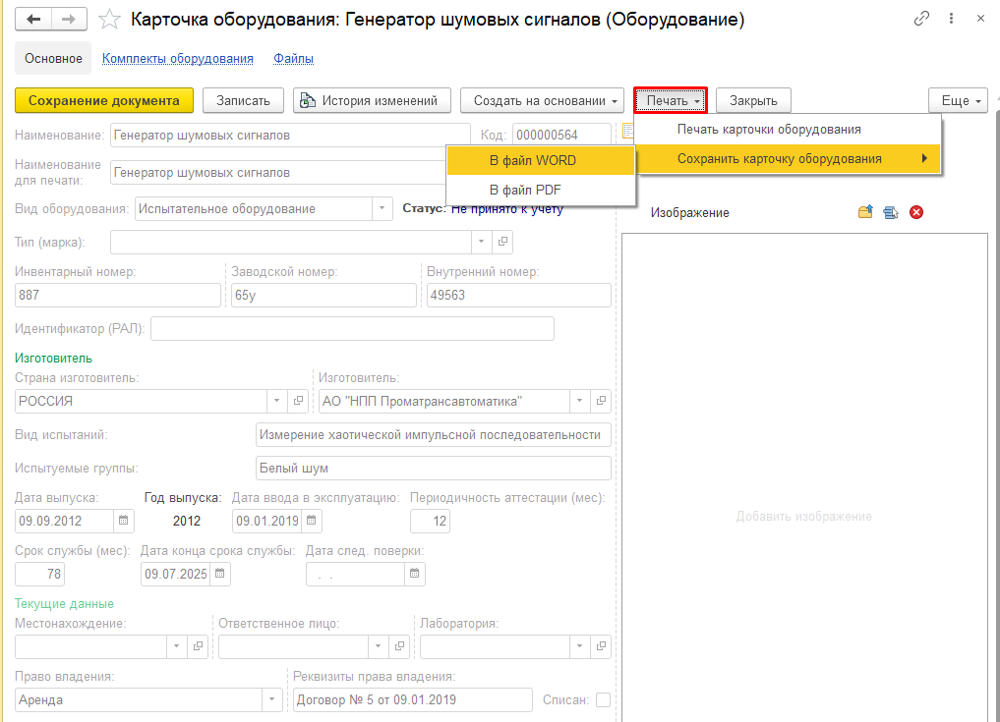 Карточка оборудования: Генератор шумовых сигналов (Оборудование)
Основное Комплекты оборудования Файлы
Сохранение документа Записать История изменений Создать на основании Печать Закрыть Еще
Печать карточки оборудования
Сохранить карточку оборудования
В файл WORD
В файл PDF
Наименование: Генератор шумовых сигналов Код: 000000564
Наименование
для печати: Генератор шумовых сигналов
Вид оборудования: Испытательное оборудование Статус: Не принято к учету
Изображение
Тип (марка):
Инвентарный номер: Заводской номер: Внутренний номер:
887 65у 49563
Идентификатор (РАЛ):
Изготовитель
Страна изготовитель: Изготовитель:
РОССИЯ АО "НПП Проматрансавтоматика"
Вид испытаний: Измерение хаотической импульсной последовательности
Испытуемые группы: Белый шум
Дата выпуска: Год выпуска: Дата ввода в эксплуатацию: Периодичность аттестации (мес):
09.09.2012 2012 09.01.2019 12
Добавить изображение
Срок службы (мес): Дата конца срока службы: Дата след. поверки:
78 09.07.2025 . .
Текущие данные
Местонахождение: Ответственное лицо: Лаборатория:
Право владения: Реквизиты права владения:
Аренда Договор № 5 от 09.01.2019 Списан: